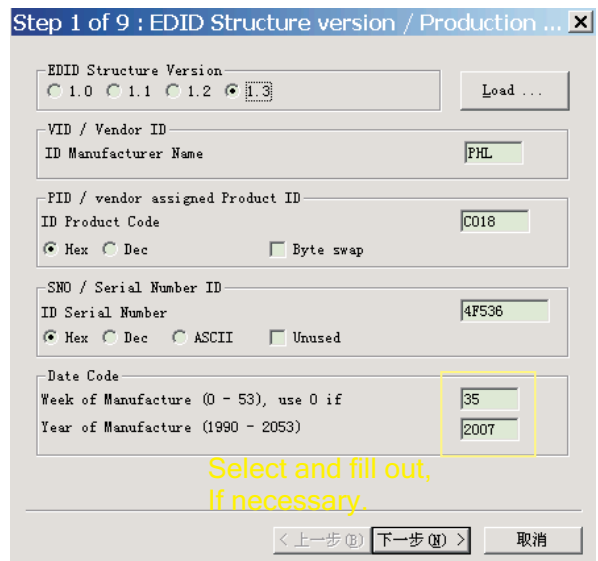 Step 1 of 9 : EDID Structure version / Production ...
EDID Structure Version
1.0 1.1 1.2 1.3
Load ...
VID / Vendor ID
ID Manufacturer Name PHL
PID / vendor assigned Product ID
ID Product Code C018
Hex Dec Byte swap
SNO / Serial Number ID
ID Serial Number 4F536
Hex Dec ASCII Unused
Date Code
Week of Manufacture (0 - 53), use 0 if 35
Year of Manufacture (1990 - 2053) 2007
Select and fill out,
If necessary.
< 上一步(B) 下一步(N) > 取消